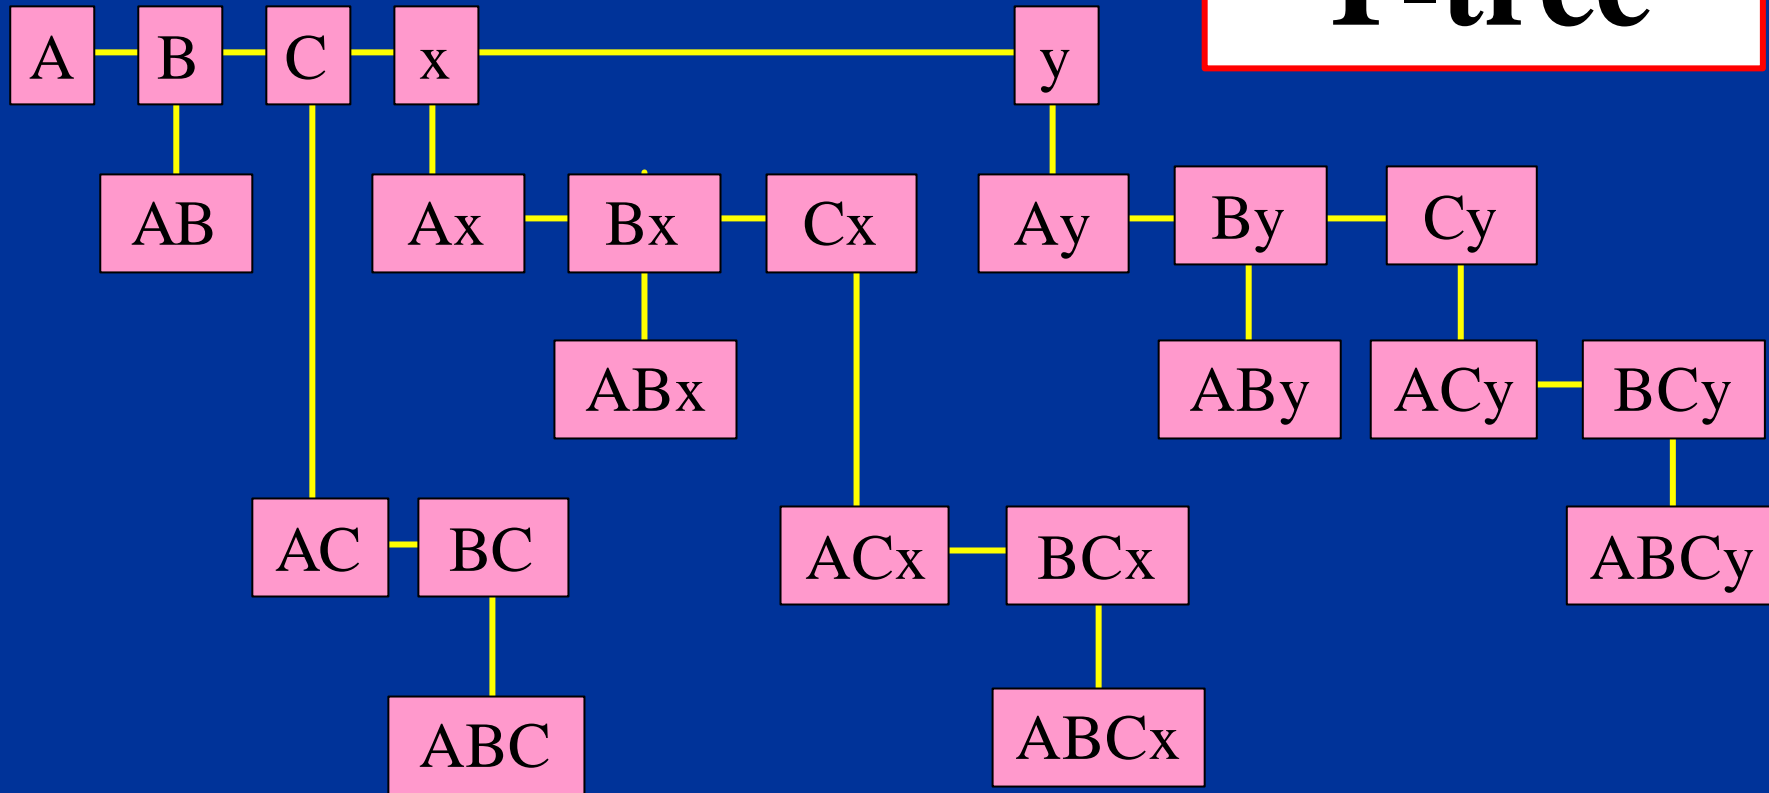 A B C x y
AB Ax Bx Cx Ay By Cy
ABx ABy ACy BCy
AC BC ACx BCx ABCy
ABC ABCx